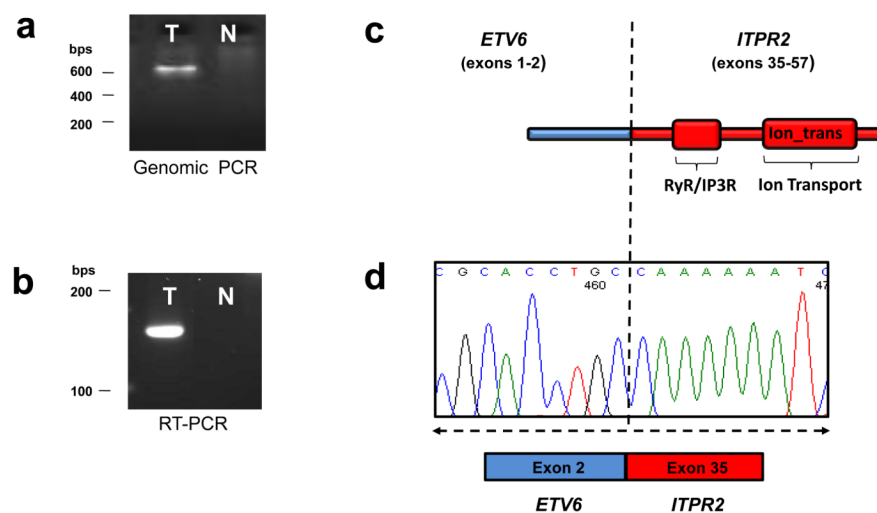 a
bps
T N
600
400
200
Genomic PCR
b
bps
200
T N
100
RT-PCR
c
ETV6 ITPR2
(exons 1-2) (exons 35-57)
Ion_trans
RyR/IP3R Ion Transport
d
C G C A C C T G C C A A A A A A T C
460 47
Exon 2 Exon 35
ETV6 ITPR2